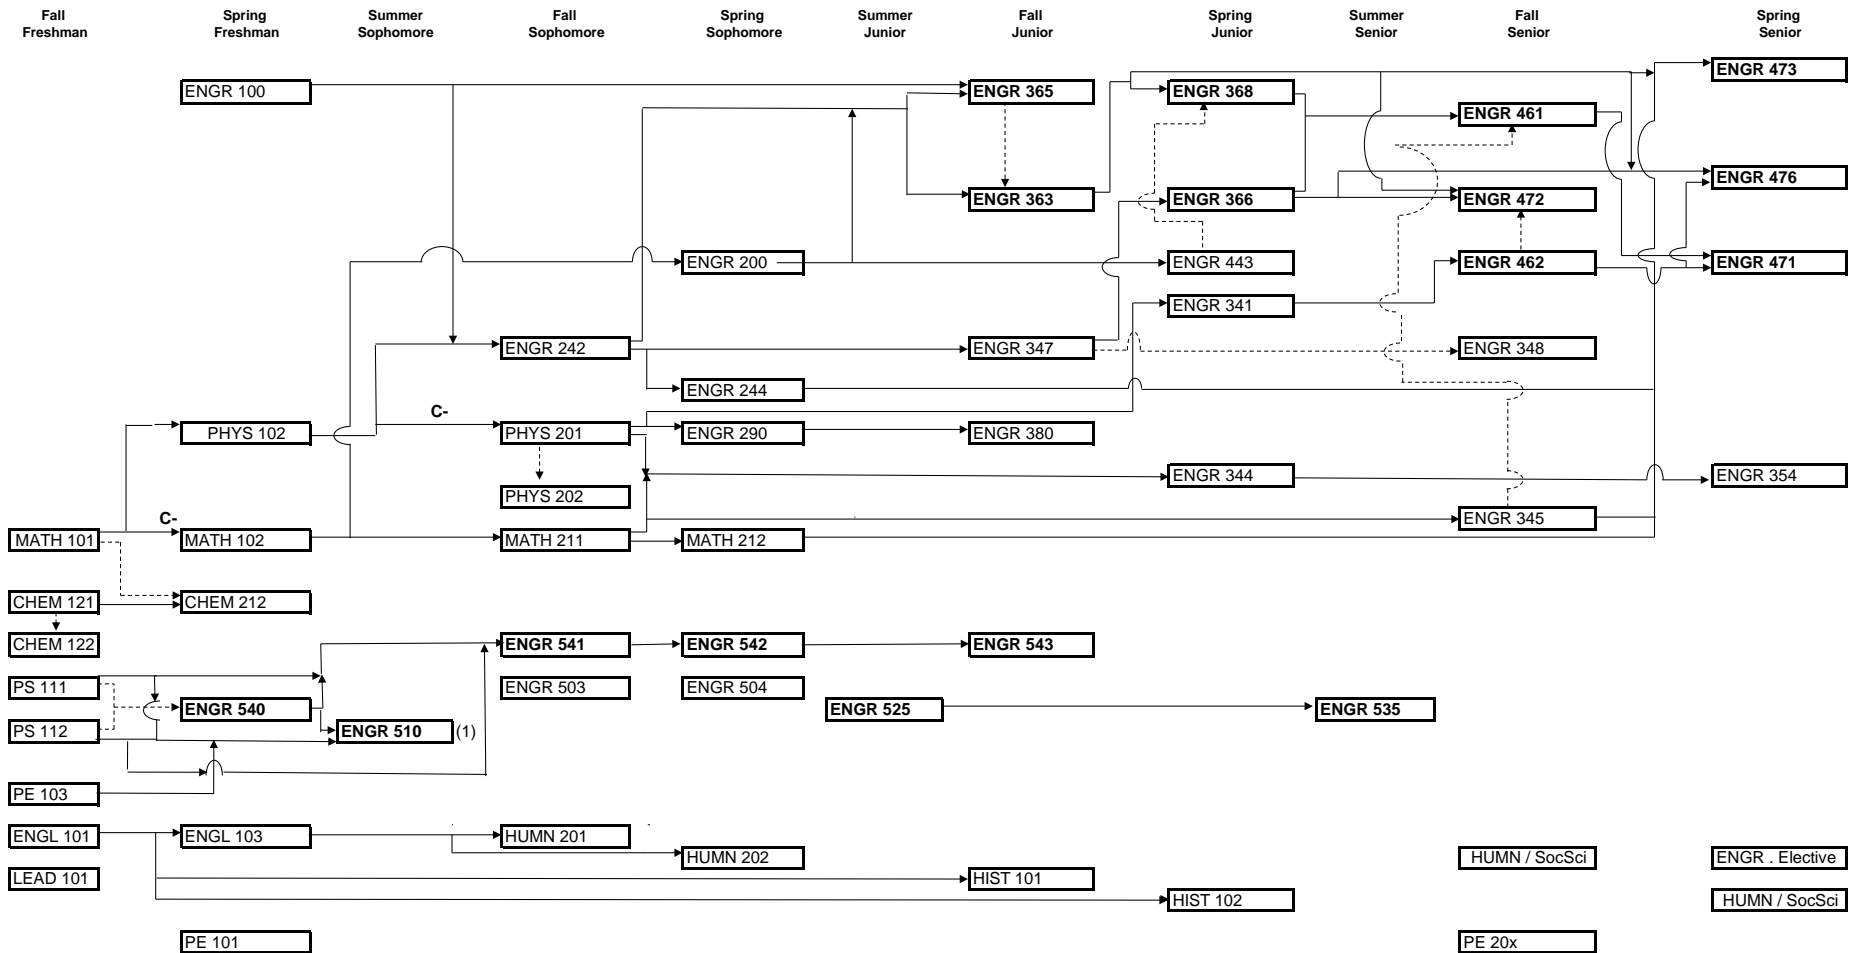 Fall Freshman
Spring Freshman
Summer Sophomore
Fall Sophomore
Spring Sophomore
Summer Junior
Fall Junior
Spring Junior
Summer Senior
Fall Senior
Spring Senior
ENGR 473
ENGR 100
ENGR 365
ENGR 368
ENGR 461
ENGR 476
ENGR 363
ENGR 366
ENGR 472
ENGR 200
ENGR 443
ENGR 462
ENGR 471
ENGR 341
ENGR 242
ENGR 347
ENGR 348
ENGR 244
C-
PHYS 102
PHYS 201
ENGR 290
ENGR 380
ENGR 344
ENGR 354
PHYS 202
C-
ENGR 345
MATH 101
MATH 102
MATH 211
MATH 212
CHEM 121
CHEM 212
CHEM 122
ENGR 541
ENGR 542
ENGR 543
PS 111
ENGR 503
ENGR 504
ENGR 540
ENGR 525
ENGR 535
PS 112
ENGR 510 (1)
PE 103
ENGL 101
ENGL 103
HUMN 201
HUMN 202
HUMN / SocSci
ENGR . Elective
LEAD 101
HIST 101
HIST 102
HUMN / SocSci
PE 101
PE 20x